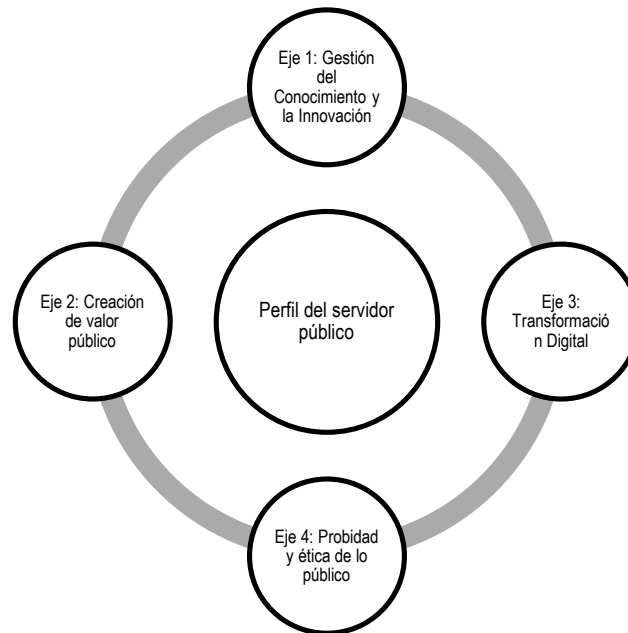 Eje 1: Gestión
del
Conocimiento y
la Innovación
Eje 2: Creación
de valor
público
Perfil del servidor
público
Eje 3:
Transformació
n Digital
Eje 4: Probidad
y ética de lo
público